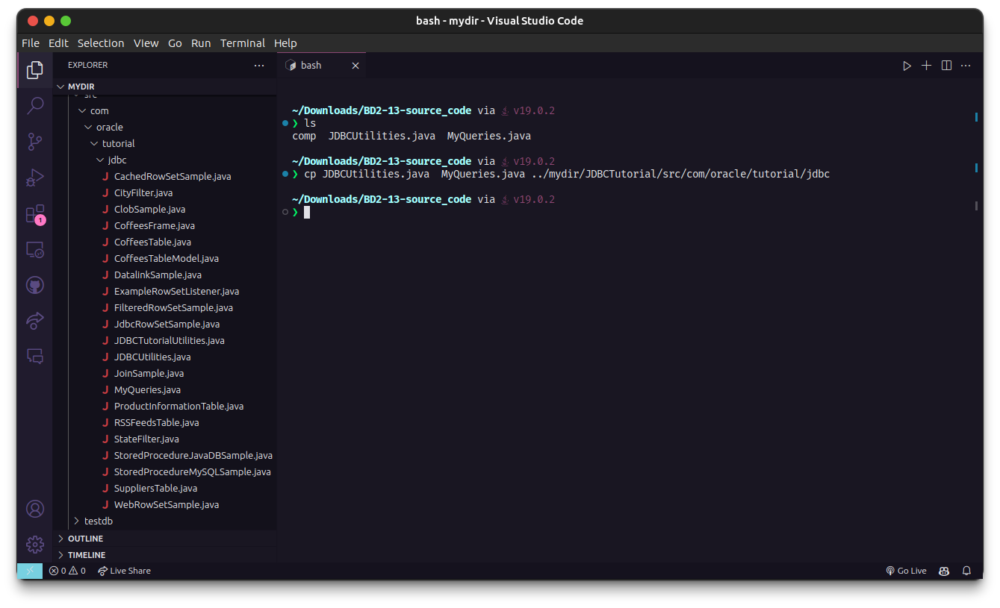 bash - mydir - Visual Studio Code
File Edit Selection View Go Run Terminal Help
EXPLORER
bash
MYDIR
src
com
oracle
tutorial
jdbc
CachedRowSetSample.java
CityFilter.java
ClobSample.java
CoffeesFrame.java
CoffeesTable.java
CoffeesTableModel.java
DatalinkSample.java
ExampleRowSetListener.java
FilteredRowSetSample.java
JdbcRowSetSample.java
JDBCTutorialUtilities.java
JDBCUtilities.java
JoinSample.java
MyQueries.java
ProductInformationTable.java
RSSFeedsTable.java
StateFilter.java
StoredProcedureJavaDBSample.java
StoredProcedureMySQLSample.java
SuppliersTable.java
WebRowSetSample.java
testdb
OUTLINE
TIMELINE
1
~/Downloads/BD2-13-source_code via v19.0.2
❯ ls
comp JDBCUtilities.java MyQueries.java
~/Downloads/BD2-13-source_code via v19.0.2
❯ cp JDBCUtilities.java MyQueries.java ../mydir/JDBCTutorial/src/com/oracle/tutorial/jdbc
~/Downloads/BD2-13-source_code via v19.0.2
❯
0 0 Live Share
Go Live